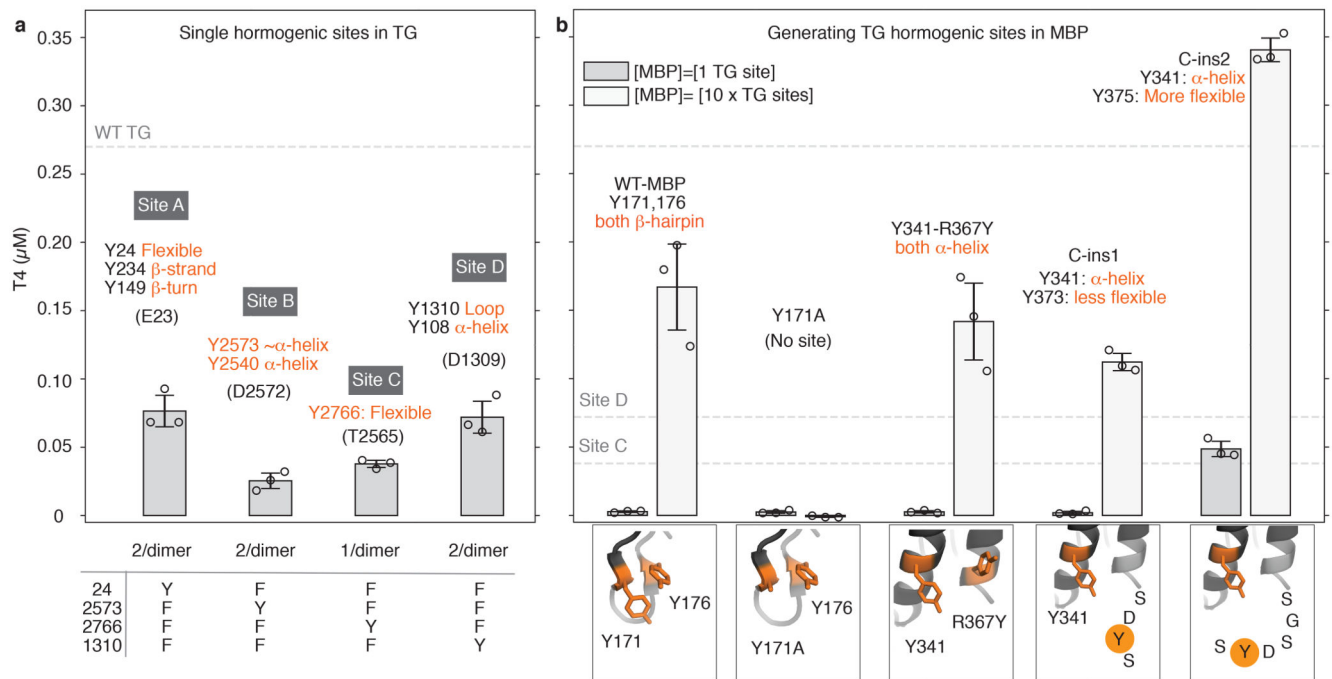 a
Single hormogenic sites in TG
T4 (µM)
0.35
0.30
0.25
0.20
0.15
0.10
0.05
0
WT TG
Site A
Y24 Flexible
Y234 β-strand
Y149 β-turn
(E23)
Site B
Y2573 ~α-helix
Y2540 α-helix
(D2572)
Site C
Y2766: Flexible
(T2565)
Site D
Y1310 Loop
Y108 α-helix
(D1309)
2/dimer 2/dimer 1/dimer 2/dimer
24 Y F F F
2573 F Y F F
2766 F F Y F
1310 F F F Y
b
Generating TG hormogenic sites in MBP
[MBP]=[1 TG site]
[MBP]= [10 x TG sites]
WT-MBP
Y171,176
both β-hairpin
Y171A
(No site)
Y341-R367Y
both α-helix
C-ins1
Y341: α-helix
Y373: less flexible
C-ins2
Y341: α-helix
Y375: More flexible
Site D
Site C
Y176
Y171
Y176
Y171A
R367Y
Y341
Y341
S
D
Y
S
S
G
S
D
Y
S